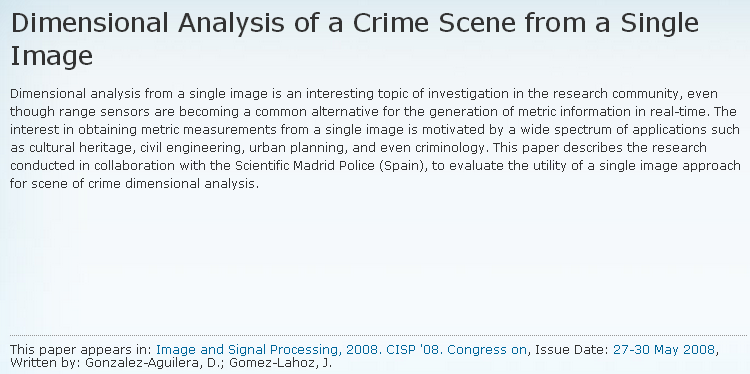 Dimensional Analysis of a Crime Scene from a Single
Image
Dimensional analysis from a single image is an interesting topic of investigation in the research community, even
though range sensors are becoming a common alternative for the generation of metric information in real-time. The
interest in obtaining metric measurements from a single image is motivated by a wide spectrum of applications such
as cultural heritage, civil engineering, urban planning, and even criminology. This paper describes the research
conducted in collaboration with the Scientific Madrid Police (Spain), to evaluate the utility of a single image approach
for scene of crime dimensional analysis.
This paper appears in: Image and Signal Processing, 2008. CISP '08. Congress on, Issue Date: 27-30 May 2008,
Written by: Gonzalez-Aguilera, D.; Gomez-Lahoz, J.